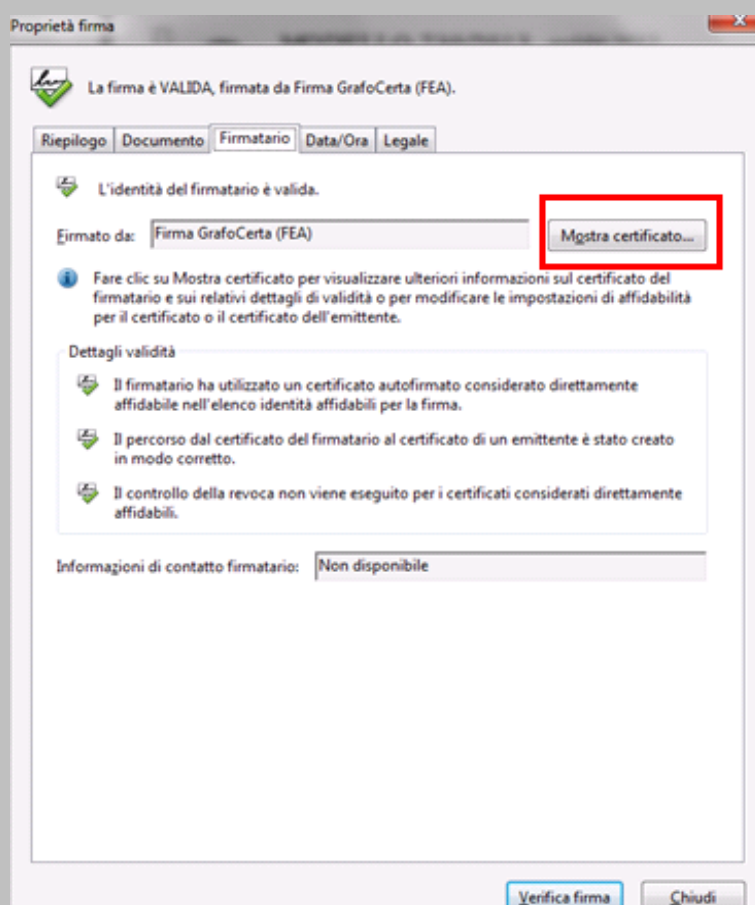 Proprietà firma
La firma è VALIDA, firmata da Firma GrafoCerta (FEA).
Riepilogo Documento Firmatario Data/Ora Legale
L'identità del firmatario è valida.
Firmato da: Firma GrafoCerta (FEA) Mostra certificato...
Fare clic su Mostra certificato per visualizzare ulteriori informazioni sul certificato del
firmatario e sui relativi dettagli di validità o per modificare le impostazioni di affidabilità
per il certificato o il certificato dell'emittente.
Dettagli validità
Il firmatario ha utilizzato un certificato autofirmato considerato direttamente
affidabile nell'elenco identità affidabili per la firma.
Il percorso dal certificato del firmatario al certificato di un emittente è stato creato
in modo corretto.
Il controllo della revoca non viene eseguito per i certificati considerati direttamente
affidabili.
Informazioni di contatto firmatario: Non disponibile
Verifica firma Chiudi